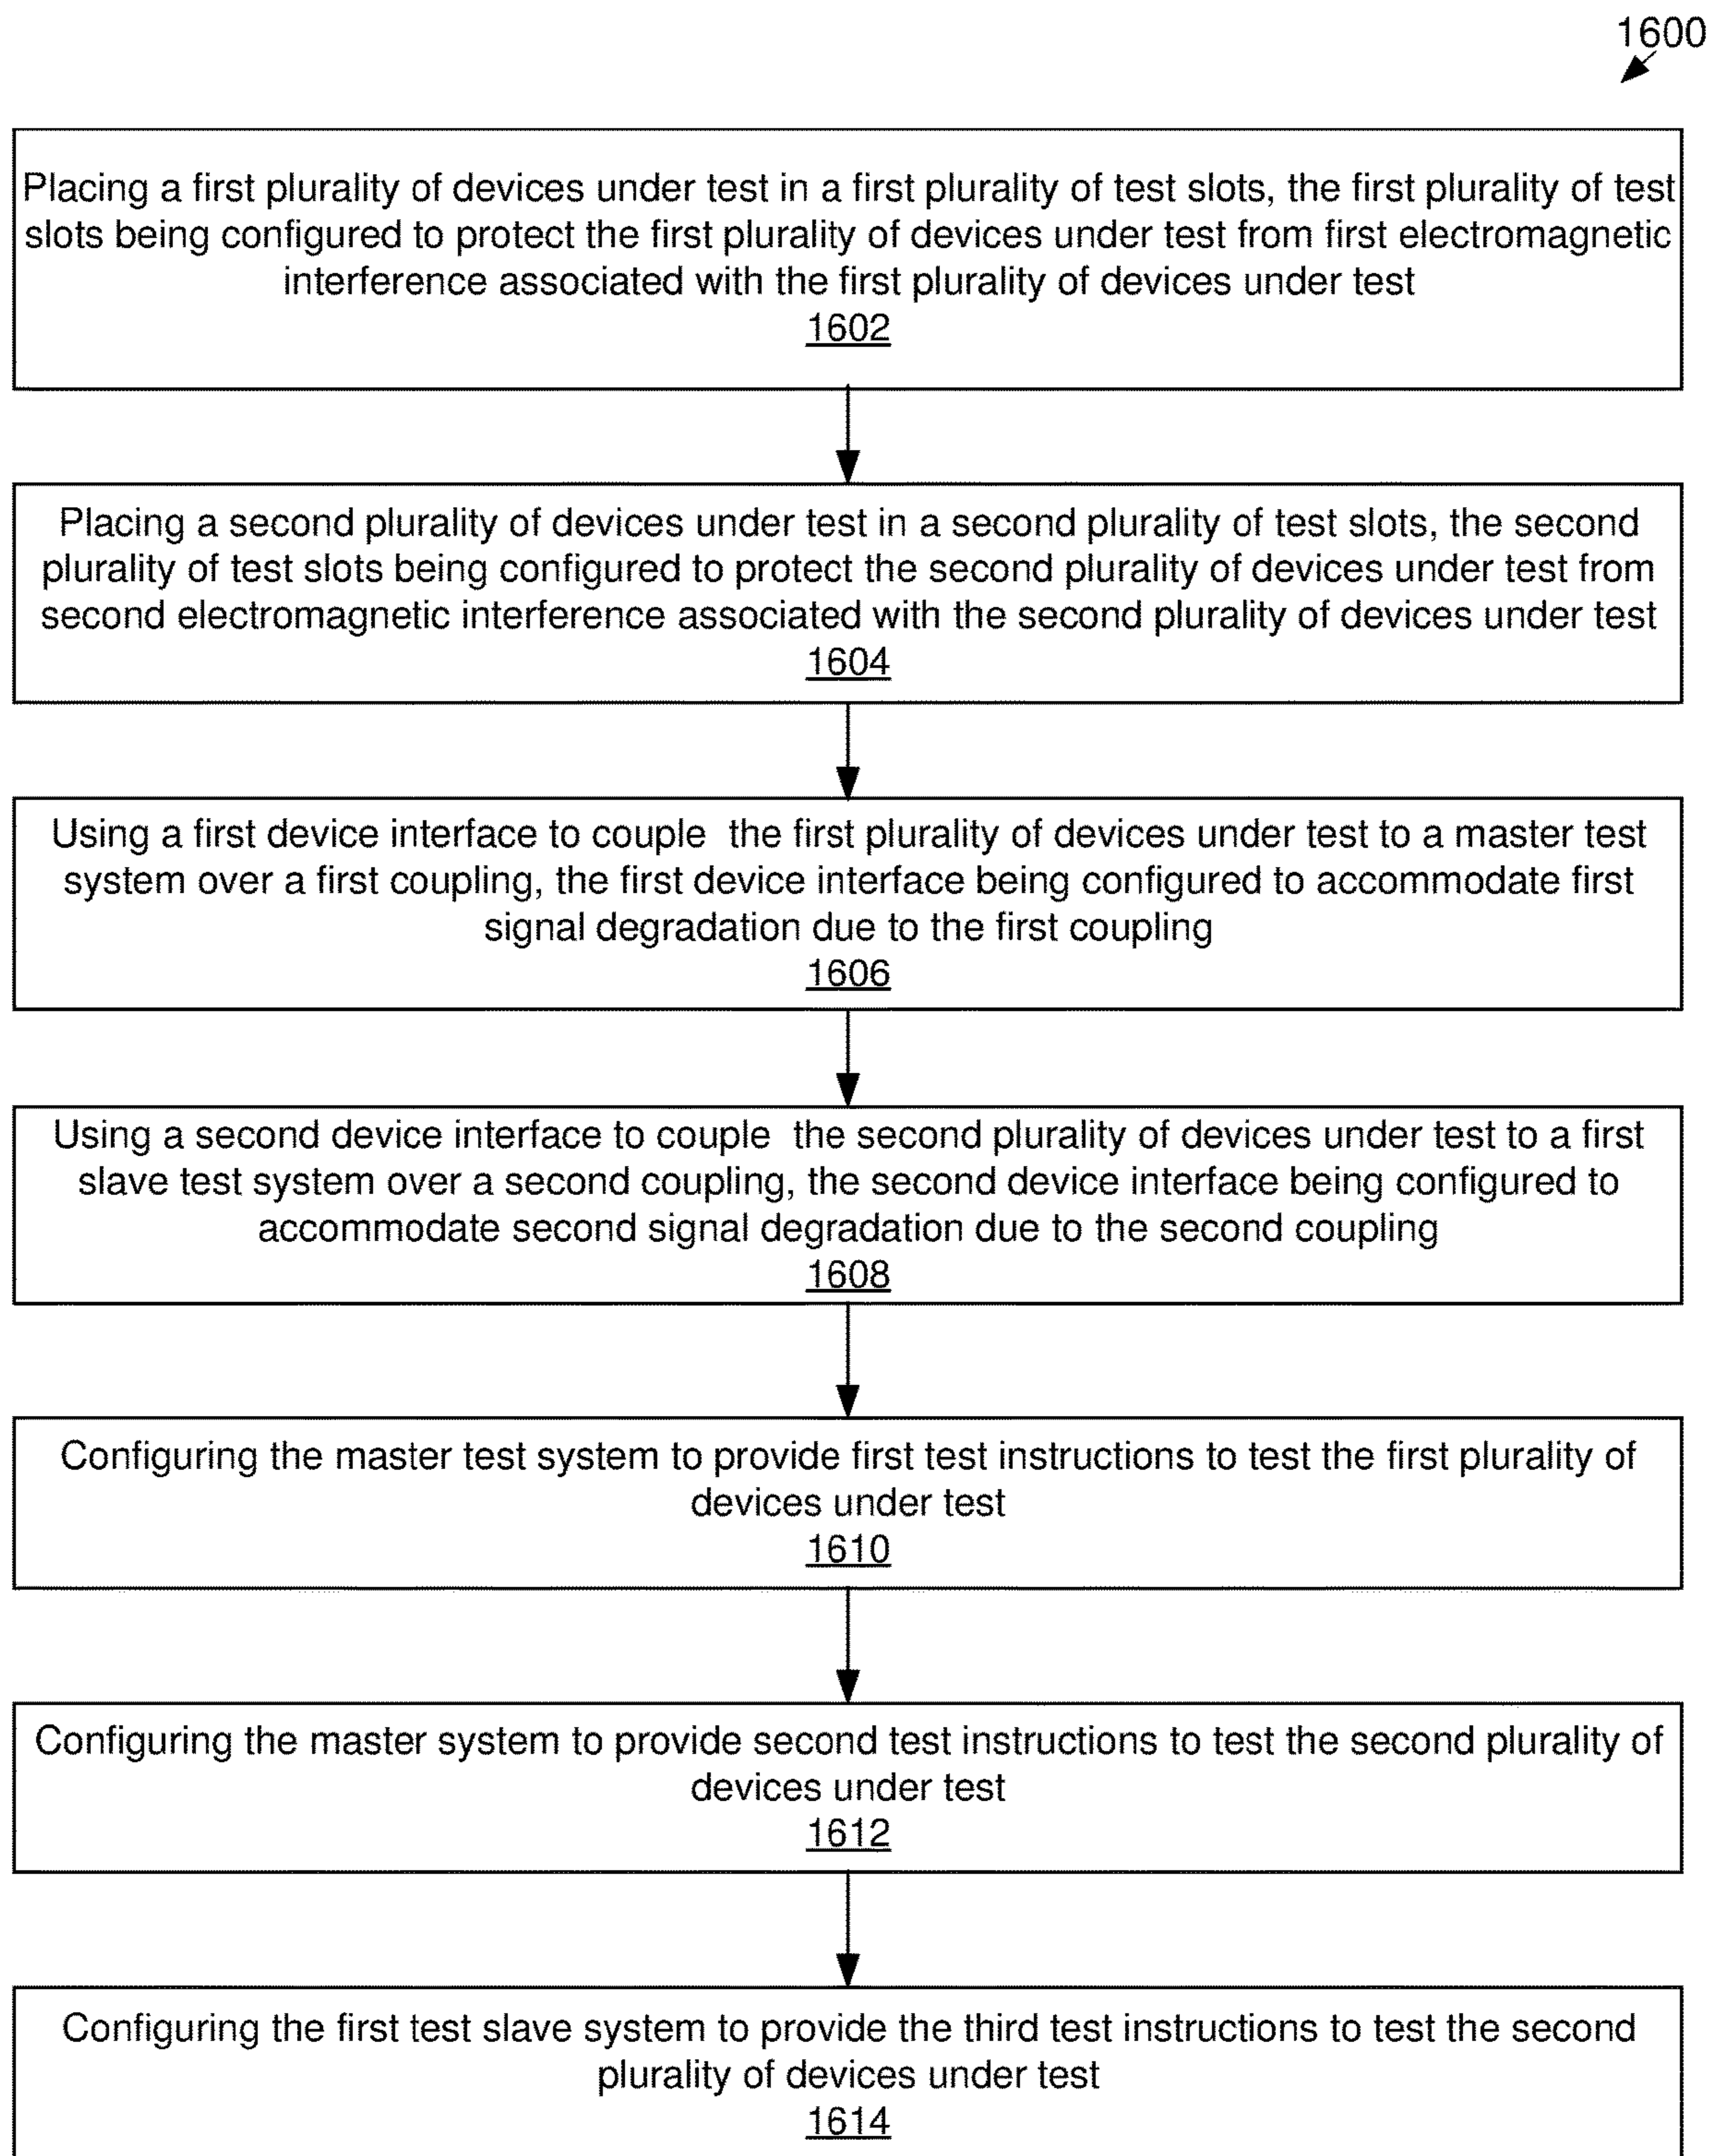 1600
Placing a first plurality of devices under test in a first plurality of test slots, the first plurality of test
slots being configured to protect the first plurality of devices under test from first electromagnetic
interference associated with the first plurality of devices under test
1602
Placing a second plurality of devices under test in a second plurality of test slots, the second
plurality of test slots being configured to protect the second plurality of devices under test from
second electromagnetic interference associated with the second plurality of devices under test
1604
Using a first device interface to couple  the first plurality of devices under test to a master test
system over a first coupling, the first device interface being configured to accommodate first
signal degradation due to the first coupling
1606
Using a second device interface to couple  the second plurality of devices under test to a first
slave test system over a second coupling, the second device interface being configured to
accommodate second signal degradation due to the second coupling
1608
Configuring the master test system to provide first test instructions to test the first plurality of
devices under test
1610
Configuring the master system to provide second test instructions to test the second plurality of
devices under test
1612
Configuring the first test slave system to provide the third test instructions to test the second
plurality of devices under test
1614